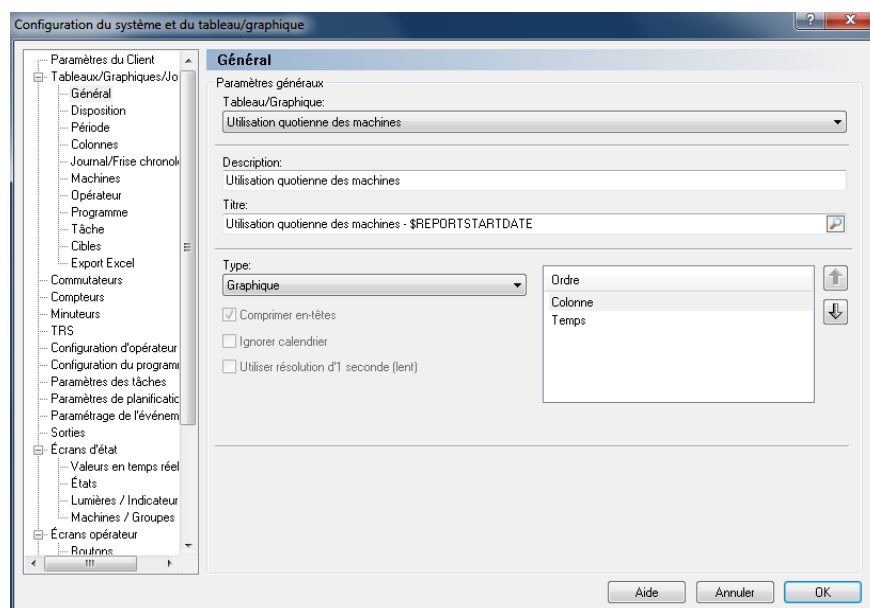 Configuration du système et du tableau/graphique
Paramètres du Client
Tableaux/Graphiques/Jo
Général
Disposition
Période
Colonnes
Journal/Frise chronol
Machines
Opérateur
Programme
Tâche
Cibles
Export Excel
Commutateurs
Compteurs
Minuteurs
TRS
Configuration d'opérateur
Configuration du programm
Paramètres des tâches
Paramètres de planificatic
Paramétrage de l'événem
Sorties
Écrans d'état
Valeurs en temps réel
États
Lumières / Indicateur
Machines / Groupes
Écrans opérateur
Boutons
Général
Paramètres généraux
Tableau/Graphique:
Utilisation quotienne des machines
Description:
Utilisation quotienne des machines
Titre:
Utilisation quotienne des machines - $REPORTSTARTDATE
Type:
Graphique
Comprimer en-têtes
Ignorer calendrier
Utiliser résolution d'1 seconde (lent)
Ordre
Colonne
Temps
Aide
Annuler
OK